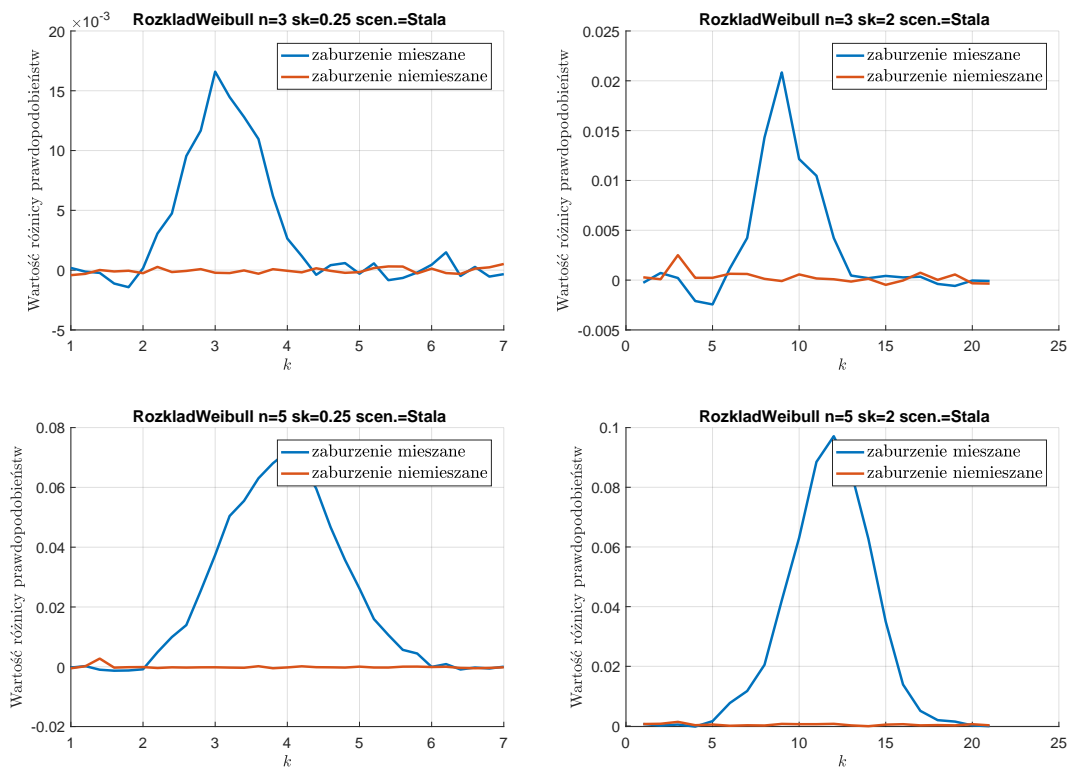 RozkladWeibull n=3 sk=0.25 scen.=Stala
×10⁻³
20
15
10
5
0
-5
Wartość różnicy prawdopodobieństw
zaburzenie mieszane
zaburzenie niemieszane
1 2 3 4 5 6 7
k
RozkladWeibull n=3 sk=2 scen.=Stala
0.025
0.02
0.015
0.01
0.005
0
-0.005
Wartość różnicy prawdopodobieństw
zaburzenie mieszane
zaburzenie niemieszane
0 5 10 15 20 25
k
RozkladWeibull n=5 sk=0.25 scen.=Stala
0.08
0.06
0.04
0.02
0
-0.02
Wartość różnicy prawdopodobieństw
zaburzenie mieszane
zaburzenie niemieszane
1 2 3 4 5 6 7
k
RozkladWeibull n=5 sk=2 scen.=Stala
0.1
0.08
0.06
0.04
0.02
0
Wartość różnicy prawdopodobieństw
zaburzenie mieszane
zaburzenie niemieszane
0 5 10 15 20 25
k